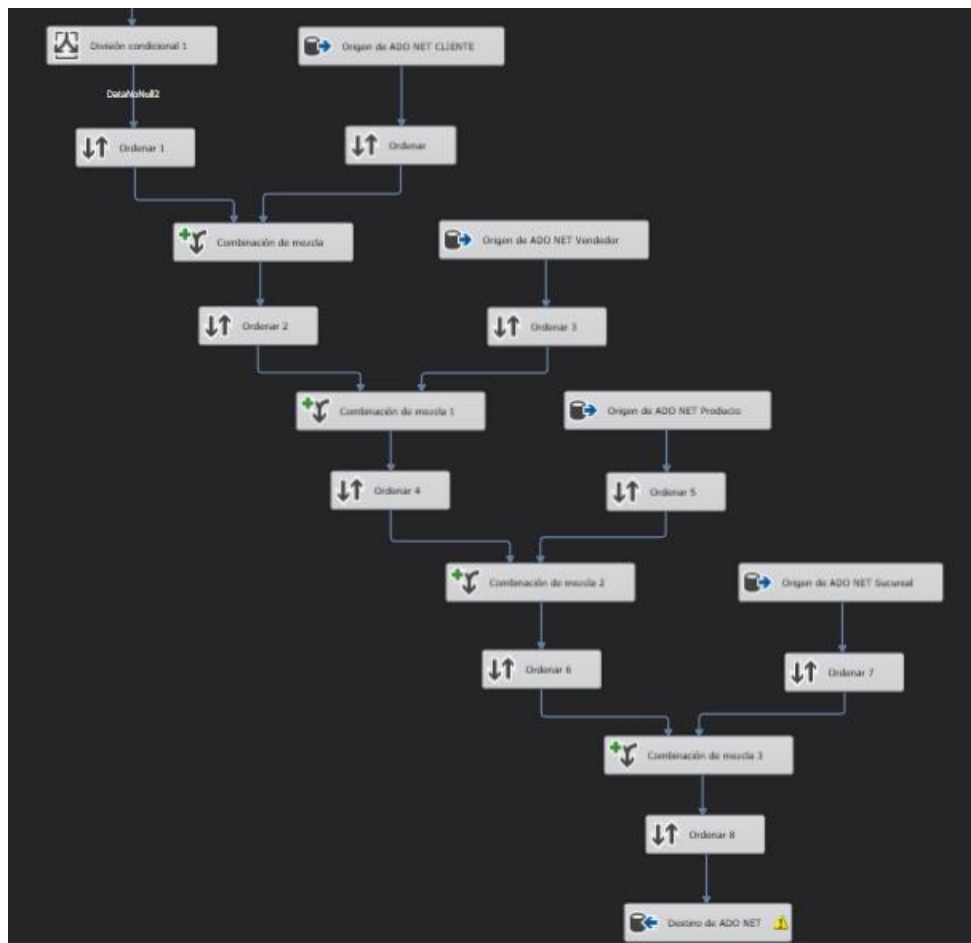 División condicional 1
Origen de ADO NET CLIENTE
DataNoNull2
Ordenar 1
Ordenar
Combinación de mezcla
Origen de ADO NET Vendedor
Ordenar 2
Ordenar 3
Combinación de mezcla 1
Origen de ADO NET Producto
Ordenar 4
Ordenar 5
Combinación de mezcla 2
Origen de ADO NET Sucursal
Ordenar 6
Ordenar 7
Combinación de mezcla 3
Ordenar 8
Destino de ADO NET